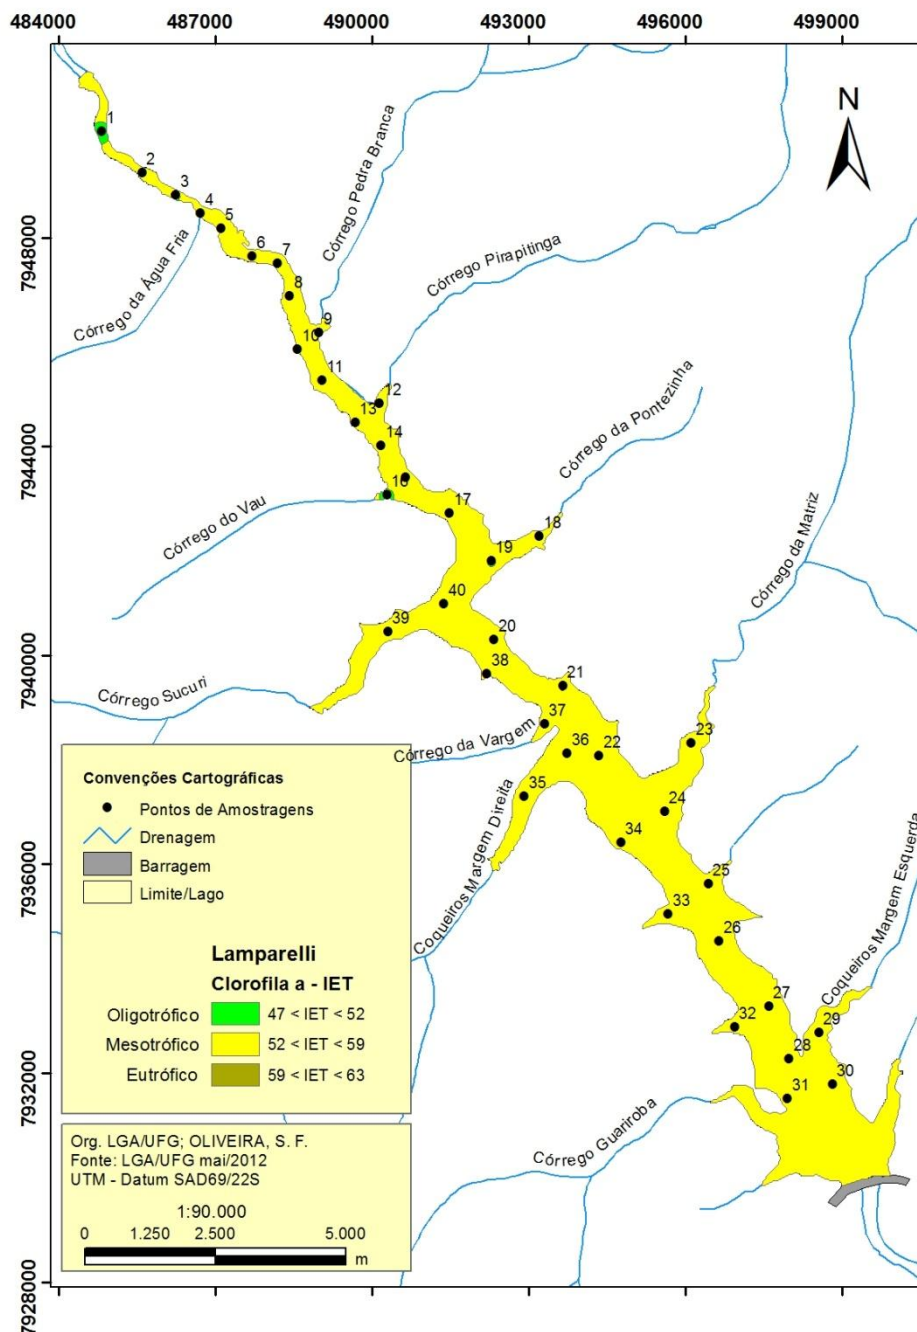 484000 487000 490000 493000 496000 499000
N
7948000
7944000
7940000
7936000
7932000
7928000
1
2
3
4
5
6
7
8
9
10
11
12
13
14
16
17
18
19
40
39
20
38
21
37
36
22
23
35
24
34
25
33
26
27
32
29
28
30
31
Córrego Pedra Branca
Córrego da Água Fria
Córrego Pirapitinga
Córrego da Pontezinha
Córrego do Vau
Córrego da Matriz
Córrego Sucuri
Córrego da Vargem
Coqueiros Margem Direita
Coqueiros Margem Esquerda
Córrego Guariroba
Convenções Cartográficas
Pontos de Amostragens
Drenagem
Barragem
Limite/Lago
Lamparelli
Clorofila a - IET
Oligotrófico 47 < IET < 52
Mesotrófico 52 < IET < 59
Eutrófico 59 < IET < 63
Org. LGA/UFG; OLIVEIRA, S. F.
Fonte: LGA/UFG mai/2012
UTM - Datum SAD69/22S
1:90.000
0 1.250 2.500 5.000
m